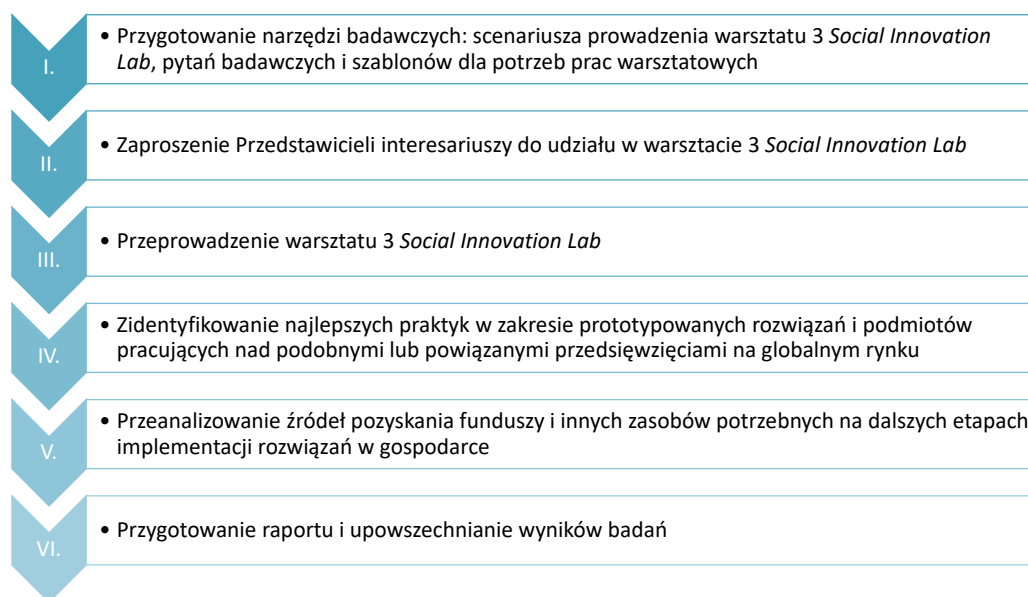 I.
• Przygotowanie narzędzi badawczych: scenariusza prowadzenia warsztatu 3 Social Innovation
Lab, pytań badawczych i szablonów dla potrzeb prac warsztatowych
II.
• Zaproszenie Przedstawicieli interesariuszy do udziału w warsztacie 3 Social Innovation Lab
III.
• Przeprowadzenie warsztatu 3 Social Innovation Lab
IV.
• Zidentyfikowanie najlepszych praktyk w zakresie prototypowanych rozwiązań i podmiotów
pracujących nad podobnymi lub powiązanymi przedsięwzięciami na globalnym rynku
V.
• Przeanalizowanie źródeł pozyskania funduszy i innych zasobów potrzebnych na dalszych etapach
implementacji rozwiązań w gospodarce
VI.
• Przygotowanie raportu i upowszechnianie wyników badań